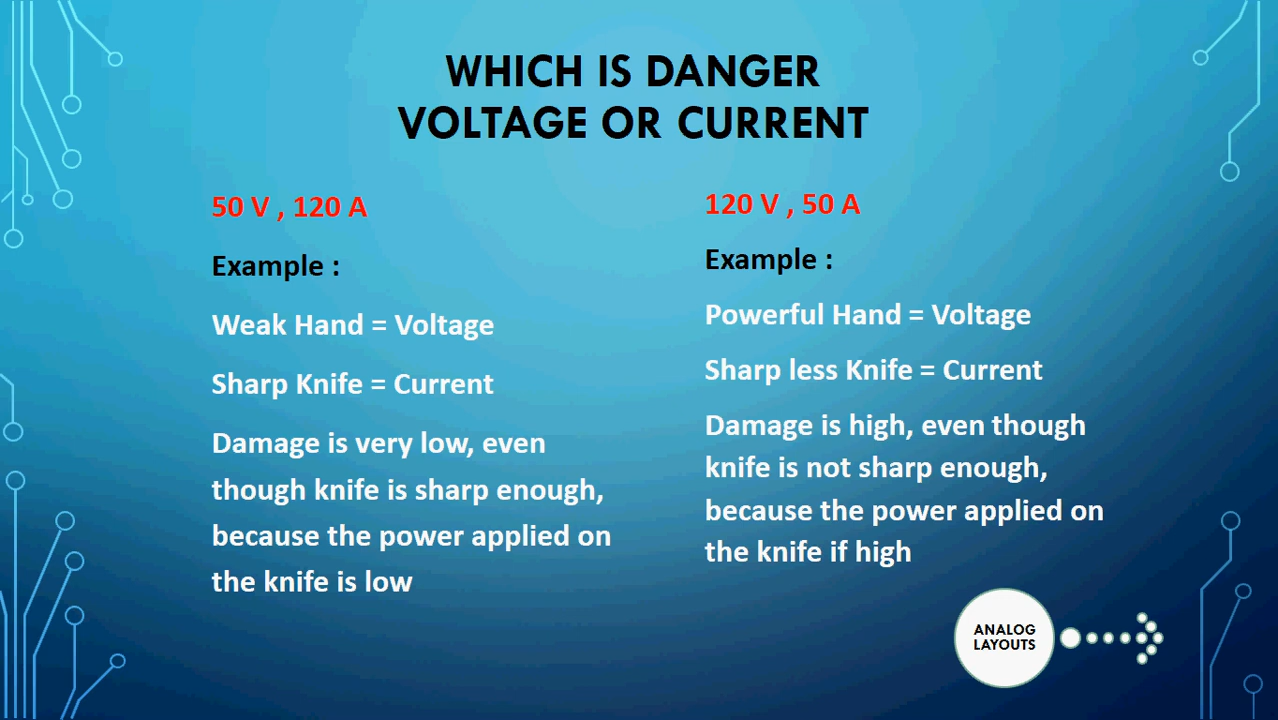 WHICH IS DANGER
VOLTAGE OR CURRENT
50 V , 120 A
Example :
Weak Hand = Voltage
Sharp Knife = Current
Damage is very low, even
though knife is sharp enough,
because the power applied on
the knife is low
120 V , 50 A
Example :
Powerful Hand = Voltage
Sharp less Knife = Current
Damage is high, even though
knife is not sharp enough,
because the power applied on
the knife if high
ANALOG
LAYOUTS